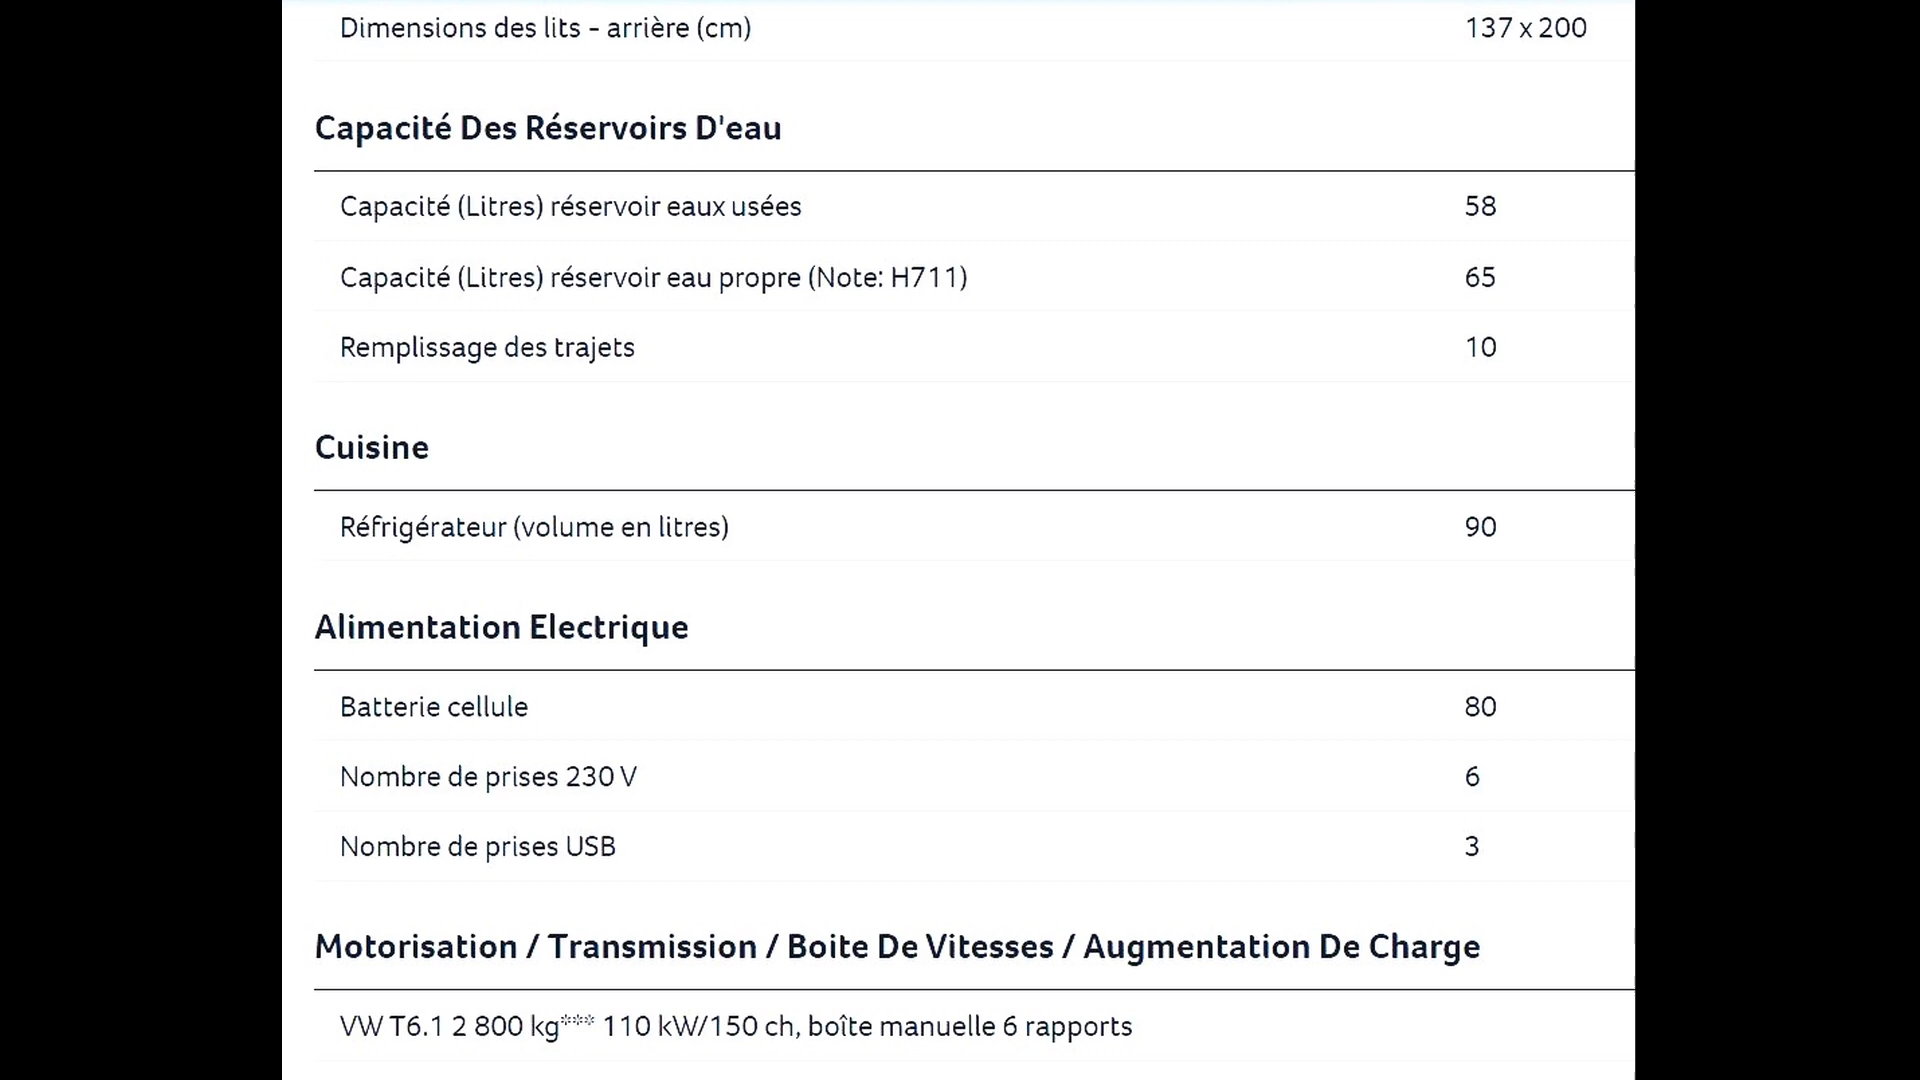 Dimensions des lits - arrière (cm) 137 x 200
Capacité Des Réservoirs D'eau
Capacité (Litres) réservoir eaux usées 58
Capacité (Litres) réservoir eau propre (Note: H711) 65
Remplissage des trajets 10
Cuisine
Réfrigérateur (volume en litres) 90
Alimentation Electrique
Batterie cellule 80
Nombre de prises 230 V 6
Nombre de prises USB 3
Motorisation / Transmission / Boite De Vitesses / Augmentation De Charge
VW T6.1 2 800 kg*** 110 kW/150 ch, boîte manuelle 6 rapports